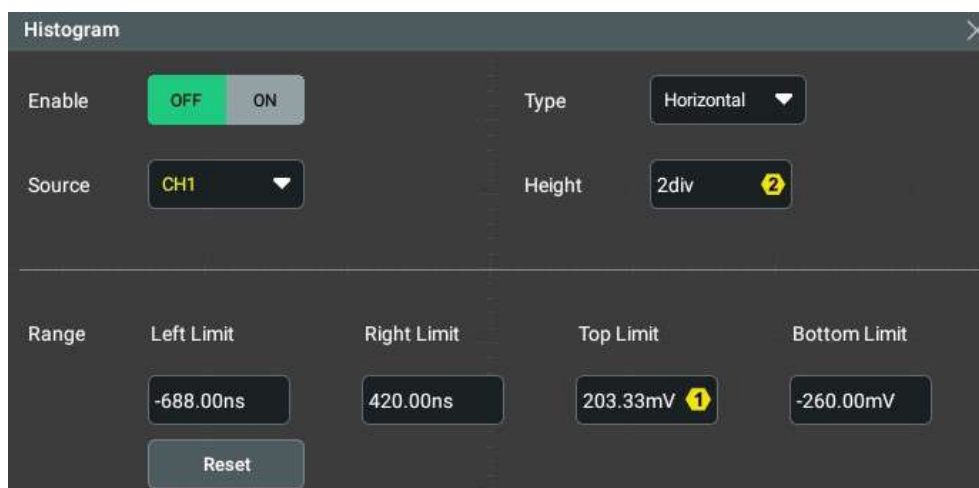 Histogram
Enable OFF ON Type Horizontal
Source CH1 Height 2div 2
Range Left Limit Right Limit Top Limit Bottom Limit
-688.00ns 420.00ns 203.33mV 1 -260.00mV
Reset